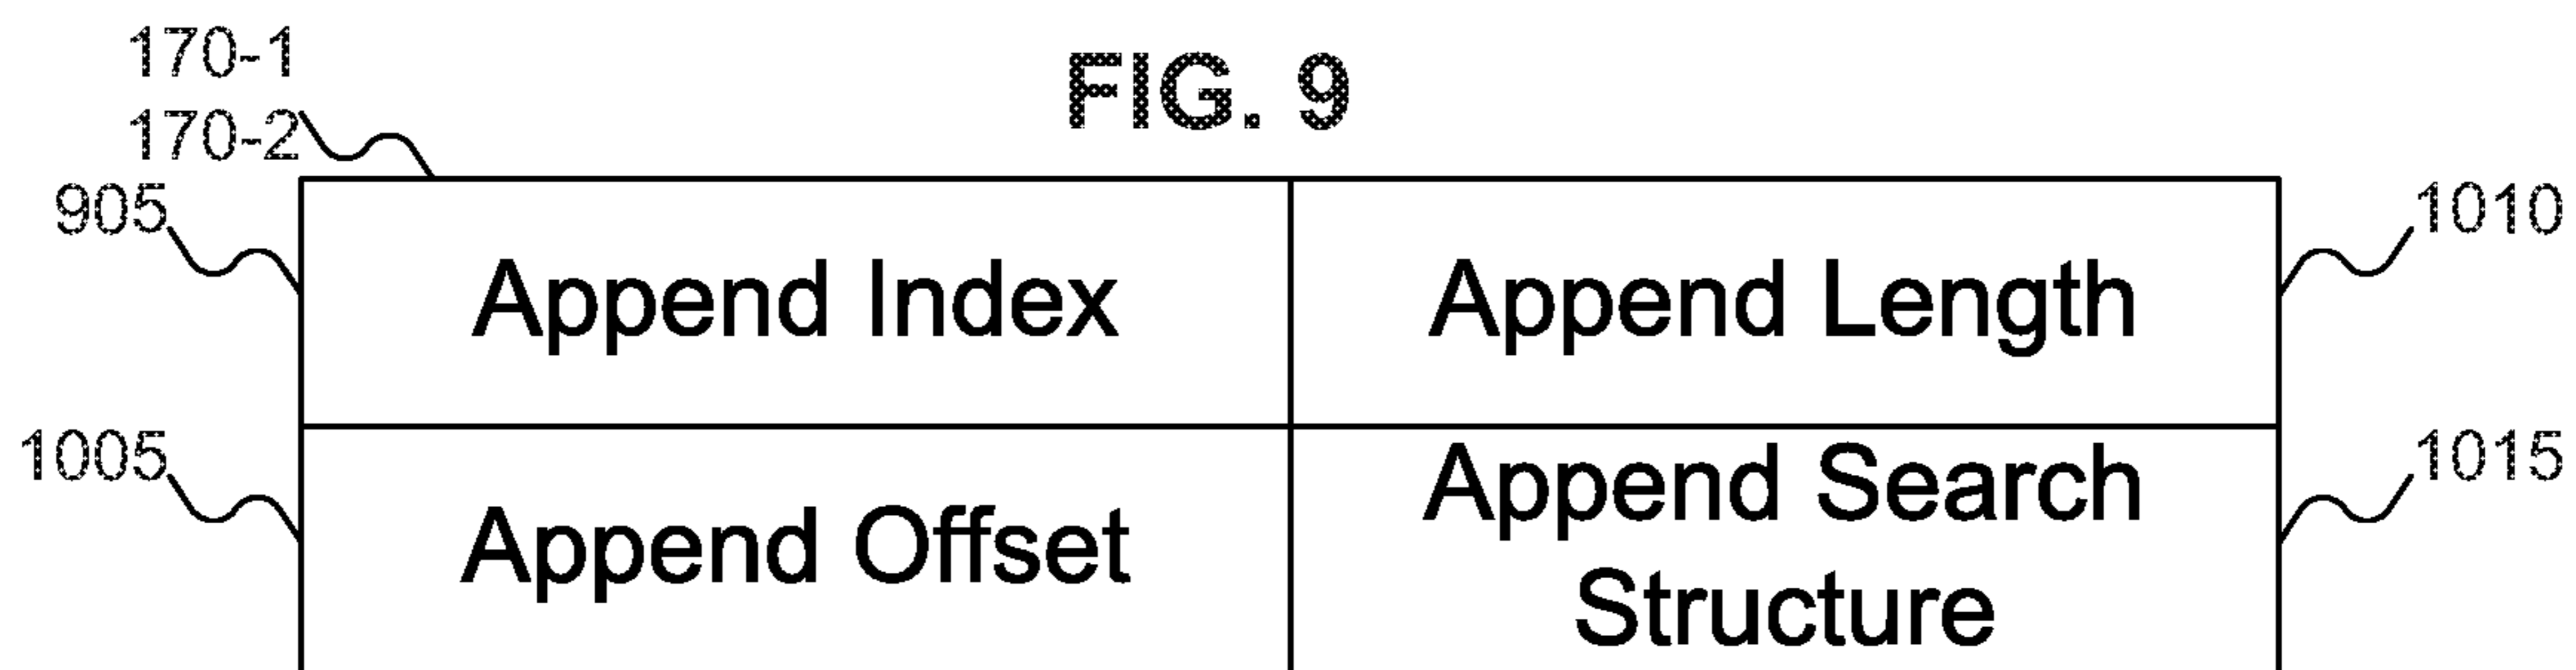 170-1
FIG. 9
170-2
905
1010
Append Index
Append Length
1005
1015
Append Offset
Append Search
Structure